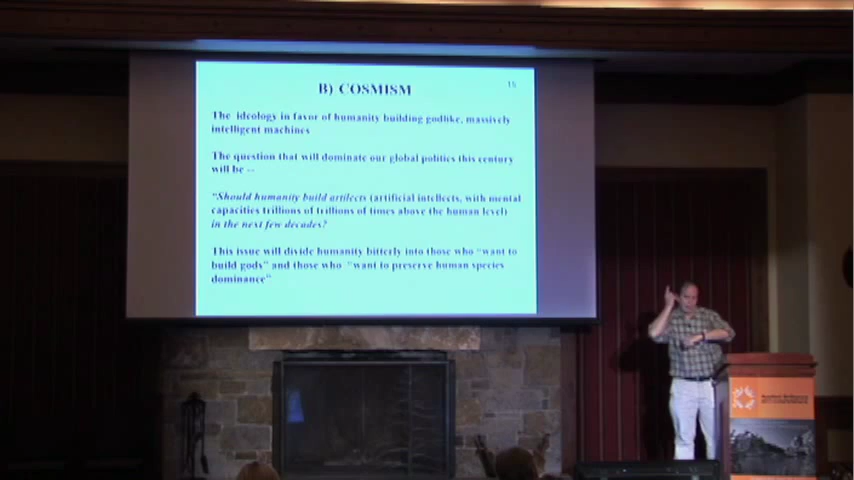 15
B) COSMISM
The ideology in favor of humanity building godlike, massively
intelligent machines
The question that will dominate our global politics this century
will be --
"Should humanity build artilects (artificial intellects, with mental
capacities trillions of trillions of times above the human level)
in the next few decades?
This issue will divide humanity bitterly into those who "want to
build gods" and those who "want to preserve human species
dominance"